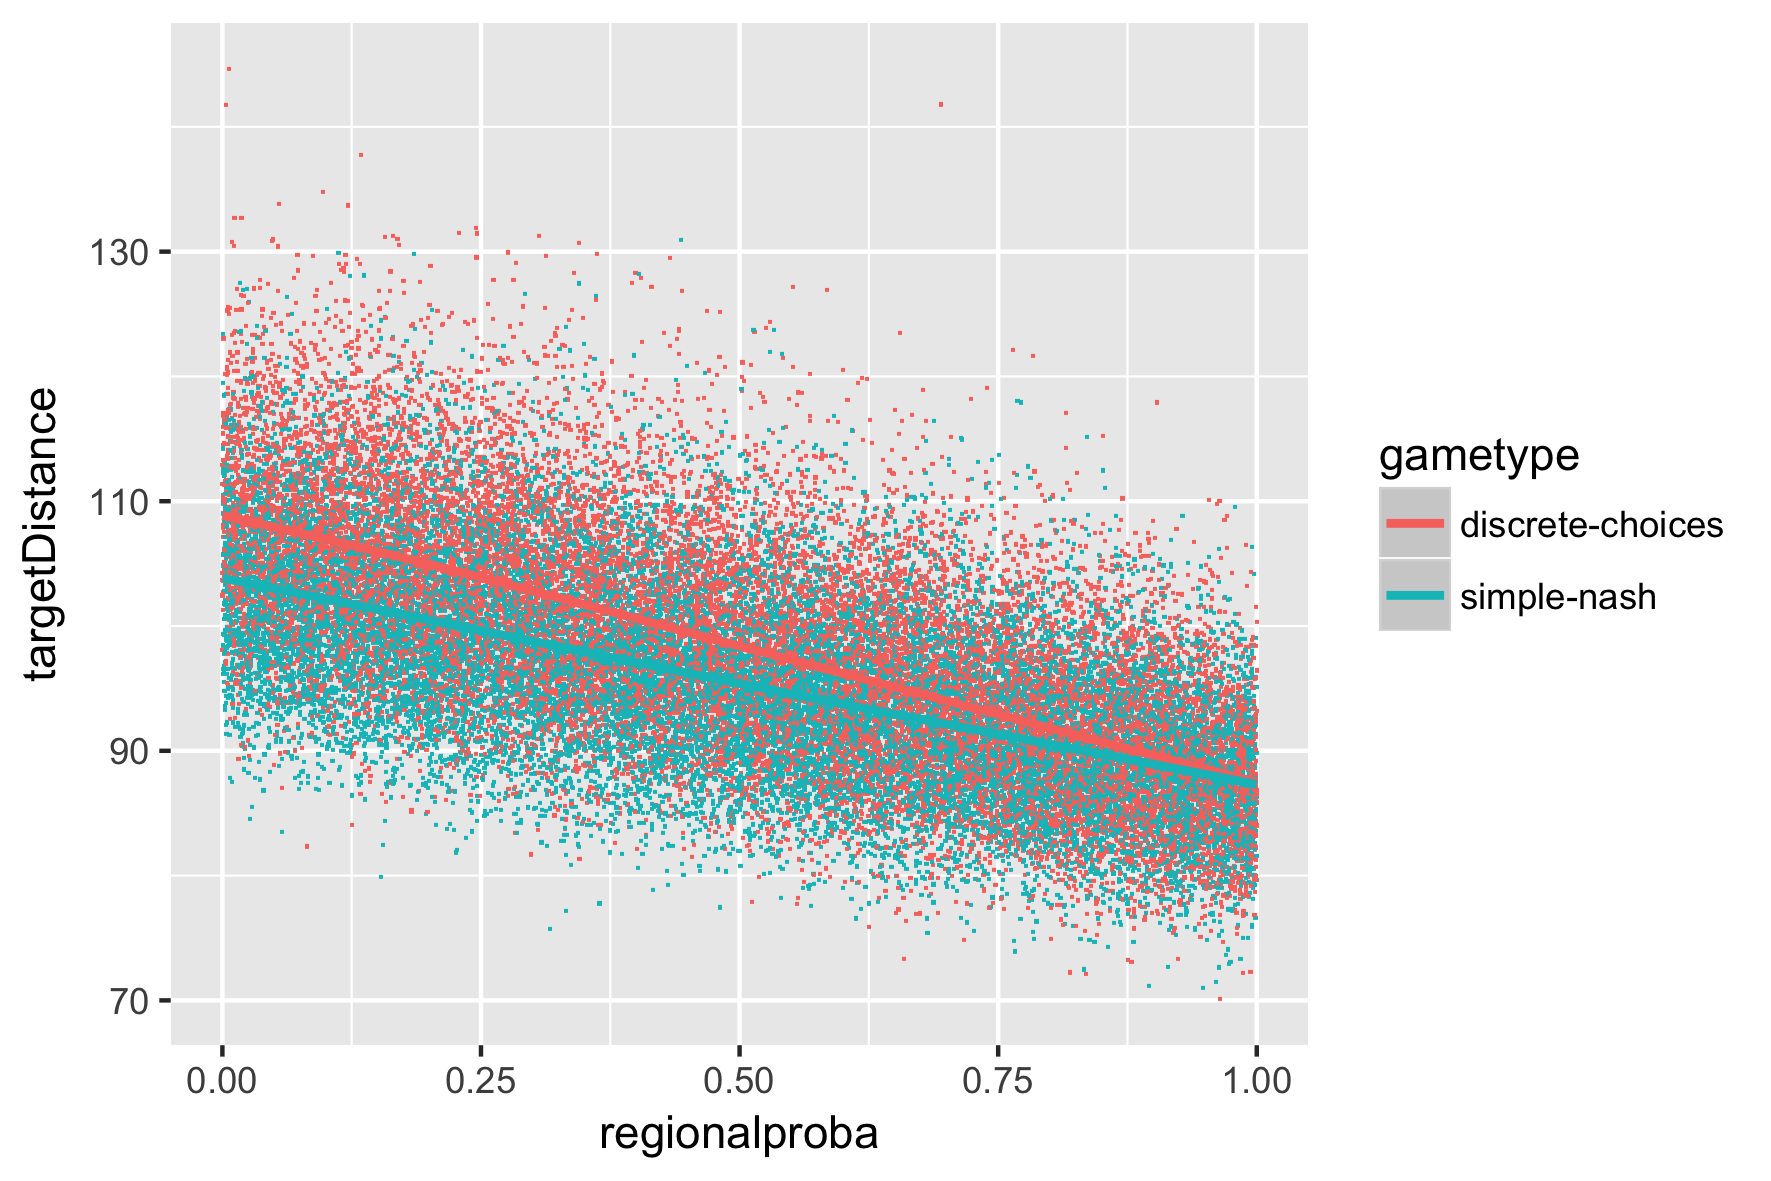 130
110
90
70
targetDistance
0.00 0.25 0.50 0.75 1.00
regionalproba
gametype
discrete-choices
simple-nash